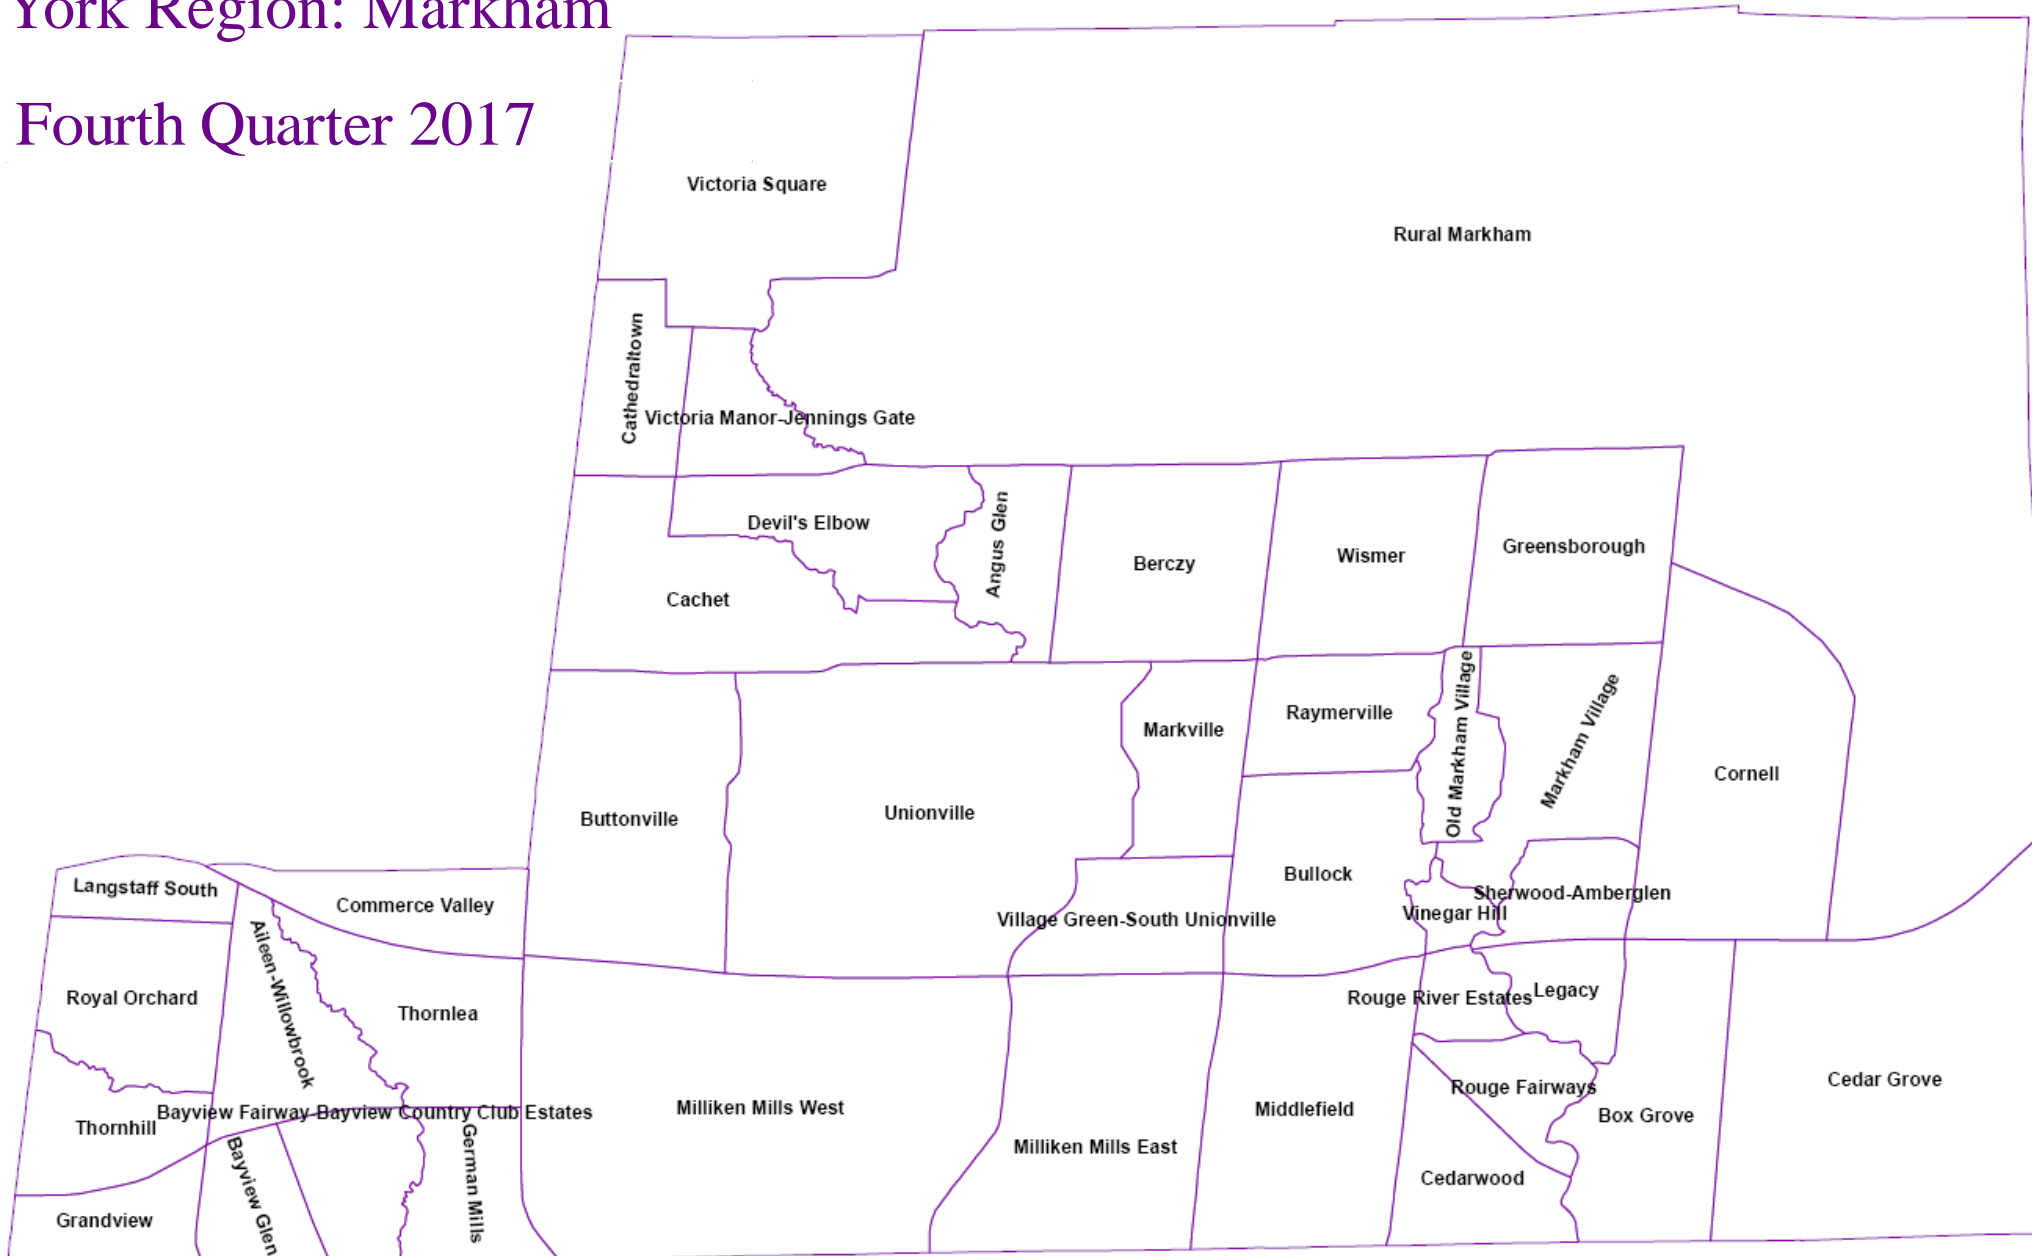 York Region: Markham
Fourth Quarter 2017
Victoria Square
Rural Markham
Cathedraltown
Victoria Manor-Jennings Gate
Devil's Elbow
Angus Glen
Berczy
Wismer
Greensborough
Cachet
Raymerville
Old Markham Village
Markham Village
Markville
Cornell
Buttonville
Unionville
Bullock
Langstaff South
Commerce Valley
Village Green-South Unionville
Vinegar Hill
Sherwood-Amberglen
Aileen-Willowbrook
Royal Orchard
Thornlea
Rouge River Estates
Legacy
Rouge Fairways
Cedar Grove
Thornhill
Bayview Fairway-Bayview Country Club Estates
Milliken Mills West
Middlefield
Box Grove
Milliken Mills East
German Mills
Bayview Glen
Cedarwood
Grandview